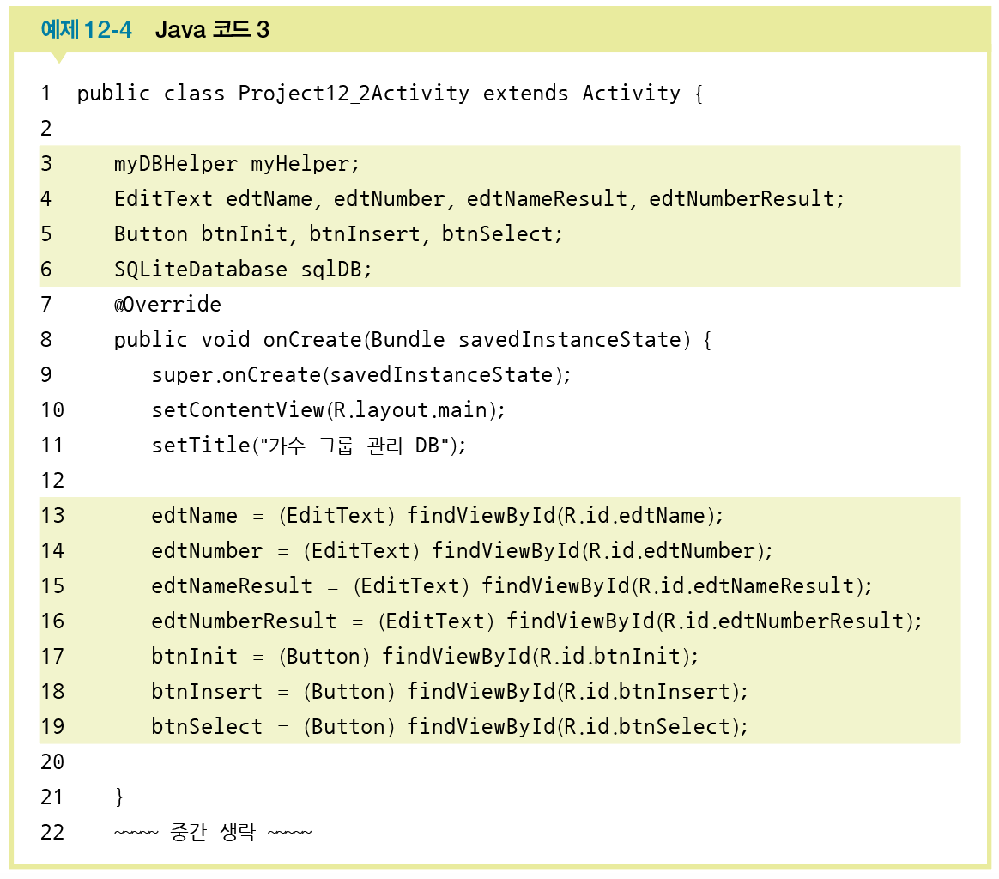 예제 12-4 Java 코드 3
1 public class Project12_2Activity extends Activity {
2
3 myDBHelper myHelper;
4 EditText edtName, edtNumber, edtNameResult, edtNumberResult;
5 Button btnInit, btnInsert, btnSelect;
6 SQLiteDatabase sqlDB;
7 @Override
8 public void onCreate(Bundle savedInstanceState) {
9 super.onCreate(savedInstanceState);
10 setContentView(R.layout.main);
11 setTitle("가수 그룹 관리 DB");
12
13 edtName = (EditText) findViewById(R.id.edtName);
14 edtNumber = (EditText) findViewById(R.id.edtNumber);
15 edtNameResult = (EditText) findViewById(R.id.edtNameResult);
16 edtNumberResult = (EditText) findViewById(R.id.edtNumberResult);
17 btnInit = (Button) findViewById(R.id.btnInit);
18 btnInsert = (Button) findViewById(R.id.btnInsert);
19 btnSelect = (Button) findViewById(R.id.btnSelect);
20
21 }
22 ~~~~~ 중간 생략 ~~~~~